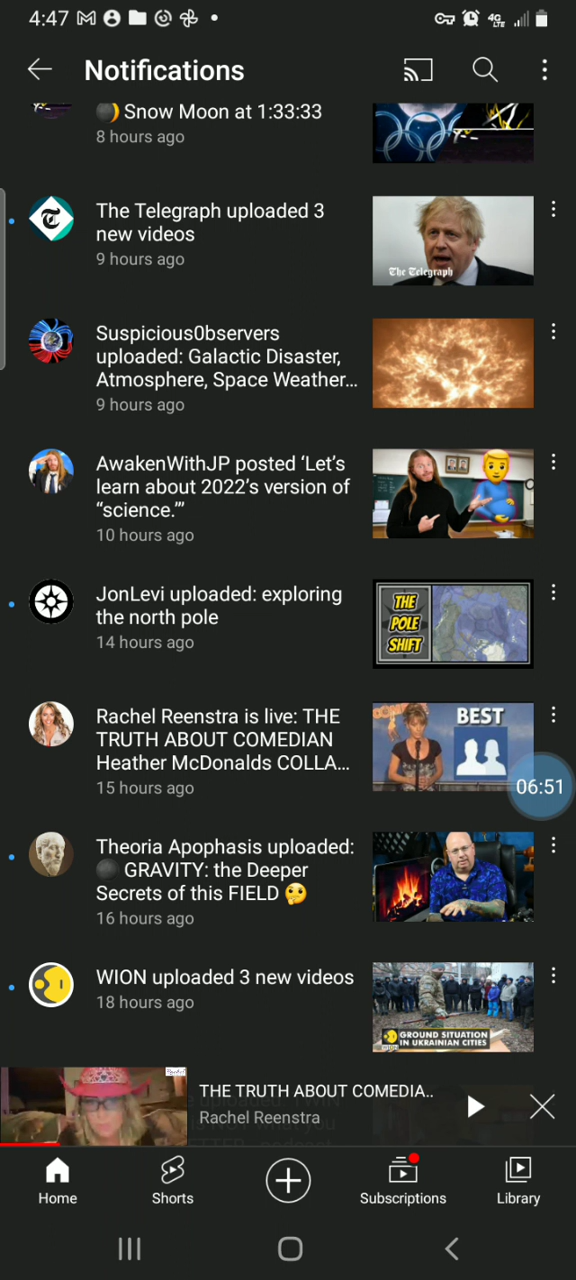 4:47
4G
LTE
Notifications
Snow Moon at 1:33:33
8 hours ago
The Telegraph uploaded 3
new videos
9 hours ago
The Telegraph
Suspicious0bservers
uploaded: Galactic Disaster,
Atmosphere, Space Weather...
9 hours ago
AwakenWithJP posted ‘Let’s
learn about 2022’s version of
“science.”’
10 hours ago
JonLevi uploaded: exploring
the north pole
14 hours ago
THE
POLE
SHIFT
Rachel Reenstra is live: THE
TRUTH ABOUT COMEDIAN
Heather McDonalds COLLA...
15 hours ago
BEST
06:51
Theoria Apophasis uploaded:
GRAVITY: the Deeper
Secrets of this FIELD
16 hours ago
WION uploaded 3 new videos
18 hours ago
GROUND SITUATION
IN UKRAINIAN CITIES
THE TRUTH ABOUT COMEDIA..
Rachel Reenstra
Home
Shorts
Subscriptions
Library